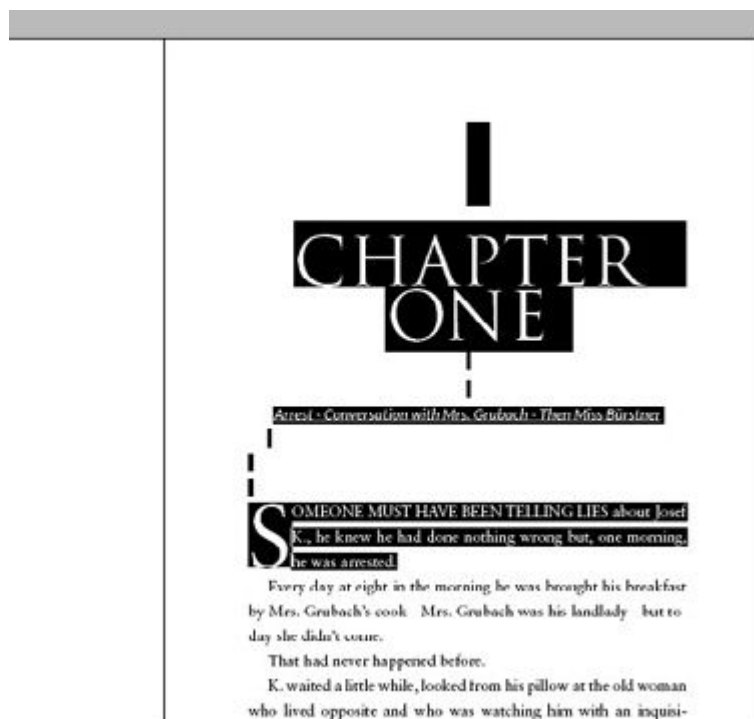 CHAPTER
ONE
Arrest - Conversation with Mrs. Grubach - Then Miss Bürstner
SOMEONE MUST HAVE BEEN TELLING LIES about Josef
K., he knew he had done nothing wrong but, one morning,
he was arrested.
Every day at eight in the morning he was brought his breakfast
by Mrs. Grubach's cook Mrs. Grubach was his landlady but to
day she didn't come.
That had never happened before.
K. waited a little while, looked from his pillow at the old woman
who lived opposite and who was watching him with an inquisi-